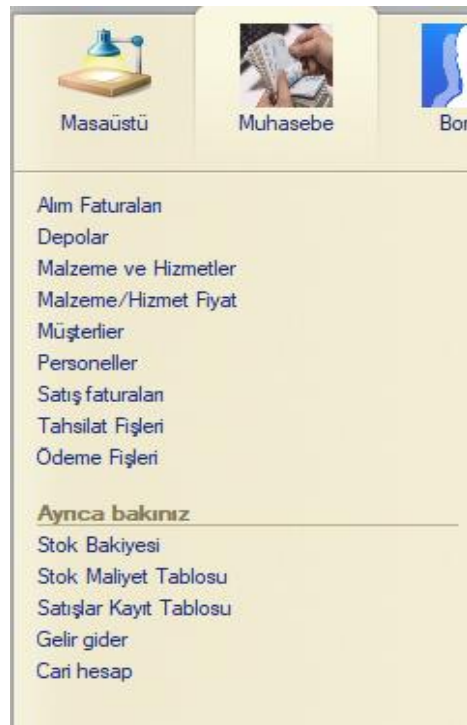 Masaüstü
Muhasebe
Bor
Alım Faturaları
Depolar
Malzeme ve Hizmetler
Malzeme/Hizmet Fiyat
Müşterlier
Personeller
Satış faturaları
Tahsilat Fişleri
Ödeme Fişleri
Ayrıca bakınız
Stok Bakiyesi
Stok Maliyet Tablosu
Satışlar Kayıt Tablosu
Gelir gider
Cari hesap